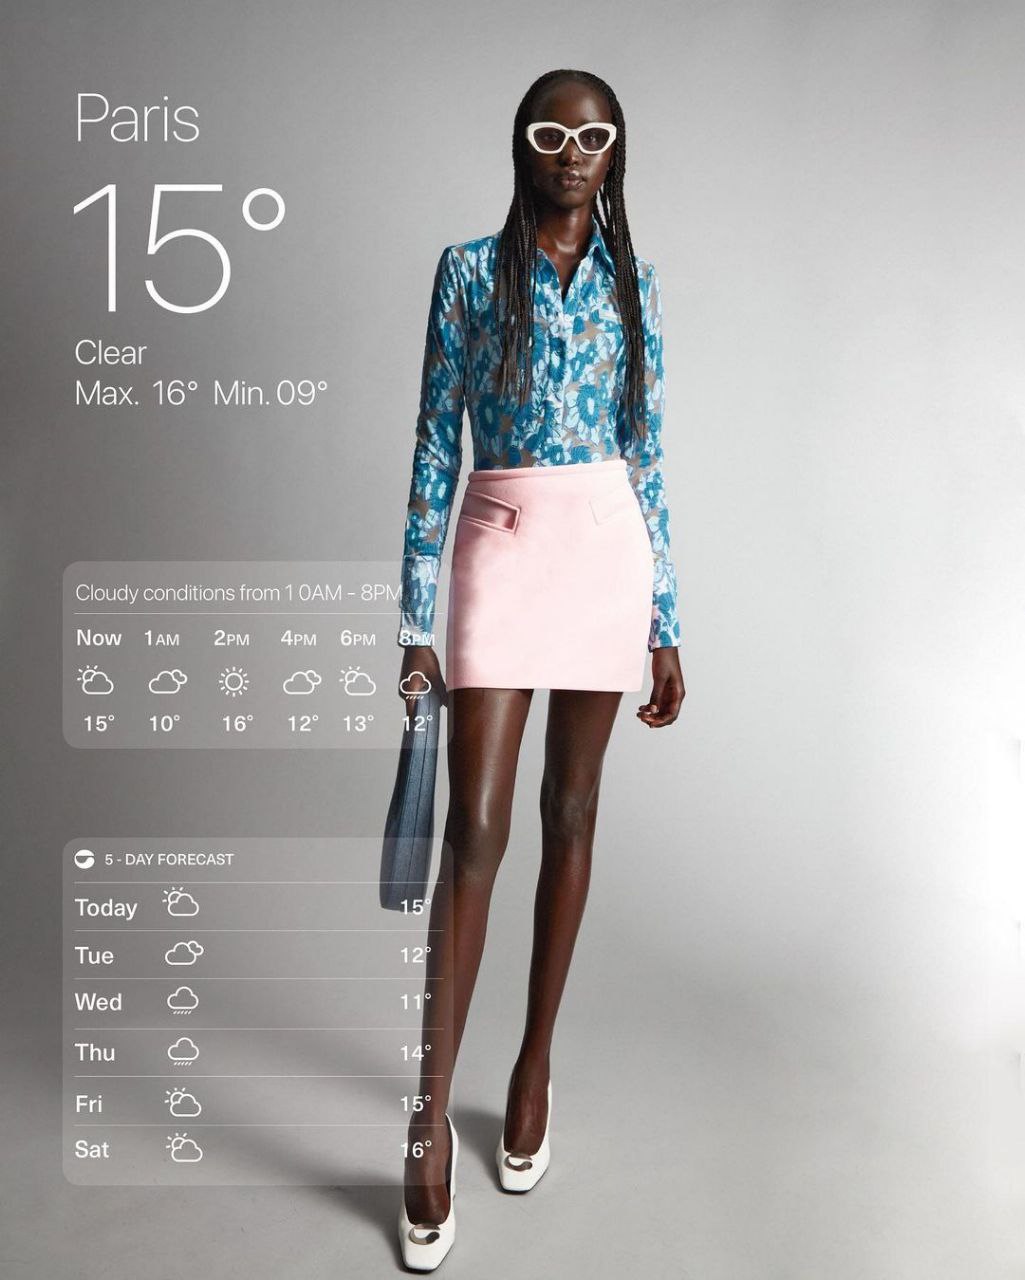 Paris
15°
Clear
Max. 16° Min. 09°
Cloudy conditions from 1 0AM - 8PM
Now 1AM 2PM 4PM 6PM 8PM
15° 10° 16° 12° 13° 12°
5 - DAY FORECAST
Today 15°
Tue 12°
Wed 11°
Thu 14°
Fri 15°
Sat 16°